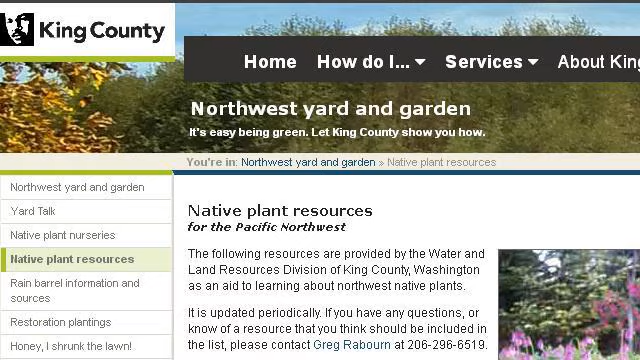 King County
Home How do I... Services About King
Northwest yard and garden
It's easy being green. Let King County show you how.
You're in: Northwest yard and garden » Native plant resources
Northwest yard and garden
Yard Talk
Native plant nurseries
Native plant resources
Rain barrel information and
sources
Restoration plantings
Honey, I shrunk the lawn!
Native plant resources
for the Pacific Northwest
The following resources are provided by the Water and
Land Resources Division of King County, Washington
as an aid to learning about northwest native plants.
It is updated periodically. If you have any questions, or
know of a resource that you think should be included in
the list, please contact Greg Rabourn at 206-296-6519.